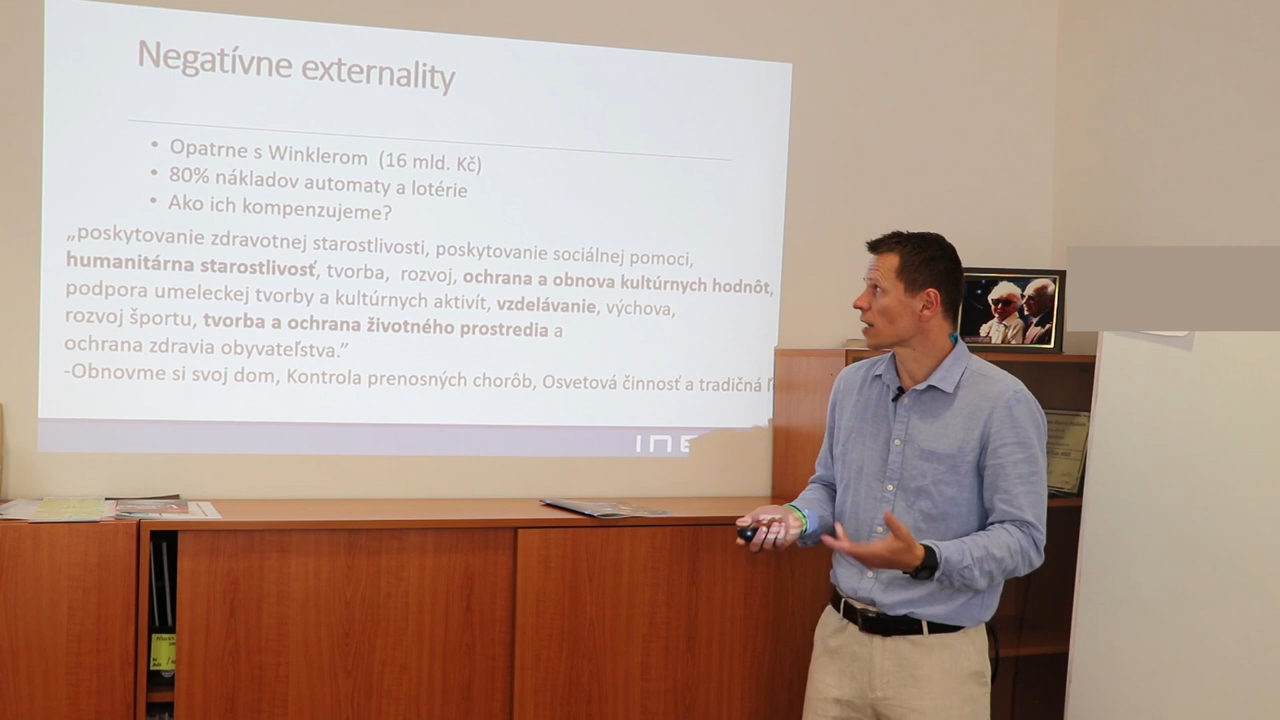 Negatívne externality
• Opatrne s Winklerom (16 mld. Kč)
• 80% nákladov automaty a lotérie
• Ako ich kompenzujeme?
„poskytovanie zdravotnej starostlivosti, poskytovanie sociálnej pomoci,
humanitárna starostlivosť, tvorba, rozvoj, ochrana a obnova kultúrnych hodnôt,
podpora umeleckej tvorby a kultúrnych aktivít, vzdelávanie, výchova,
rozvoj športu, tvorba a ochrana životného prostredia a
ochrana zdravia obyvateľstva.”
-Obnovme si svoj dom, Kontrola prenosných chorôb, Osvetová činnosť a tradičná
INE